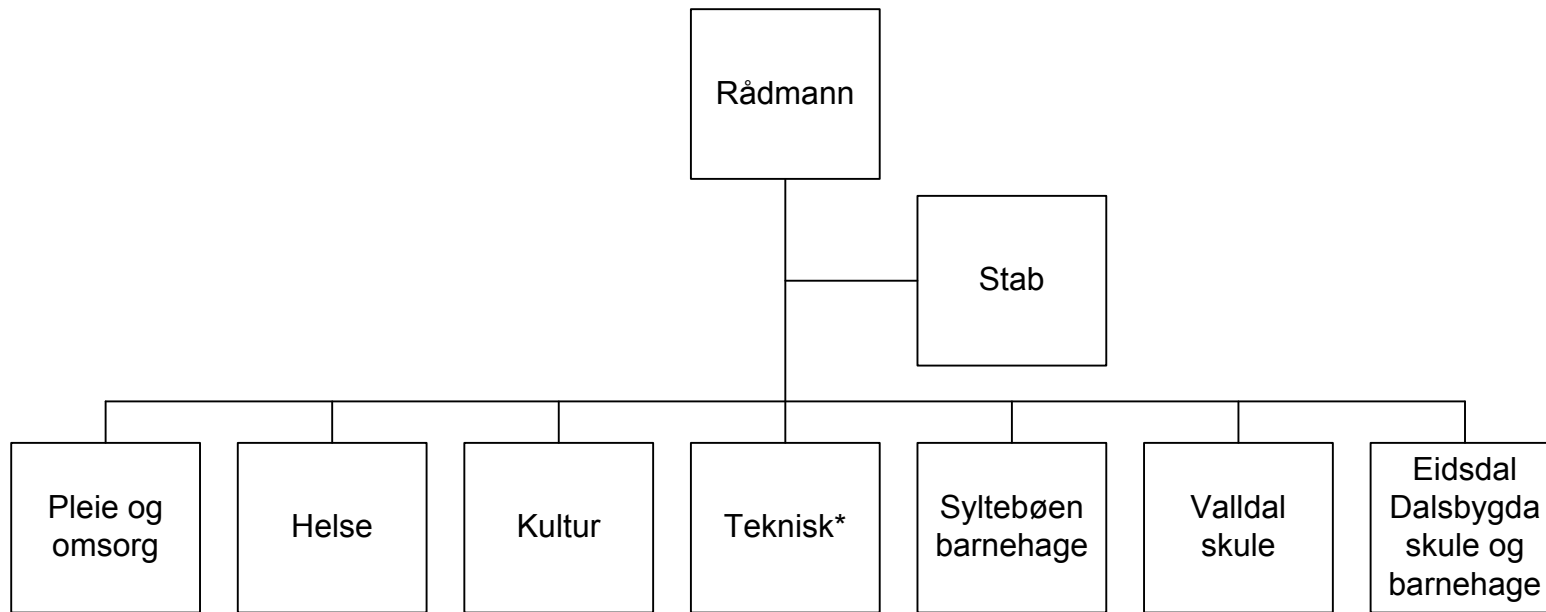 Rådmann
Stab
Pleie og
omsorg
Helse
Kultur
Teknisk*
Syltebøen
barnehage
Valldal
skule
Eidsdal
Dalsbygda
skule og
barnehage